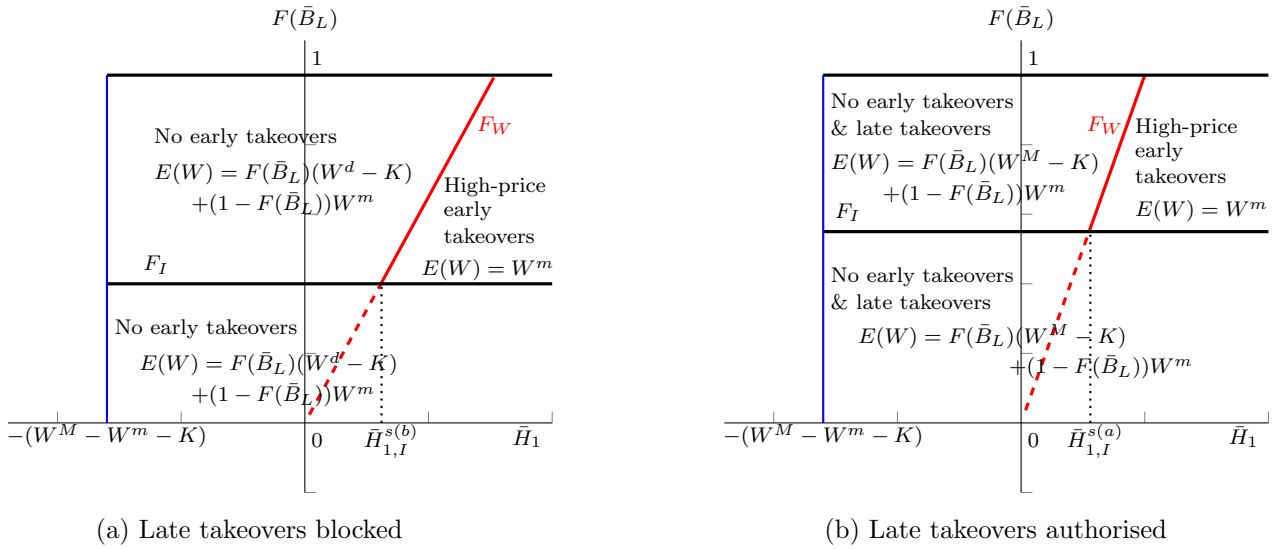 F(B̄_L)
1
No early takeovers
E(W) = F(B̄_L)(W^d − K)
+(1 − F(B̄_L))W^m
F_W
High-price
early
takeovers
E(W) = W^m
F_I
No early takeovers
E(W) = F(B̄_L)(W^d − K)
+(1 − F(B̄_L))W^m
−(W^M − W^m − K)
0
H̄^{s(b)}_{1,I}
H̄_1
(a) Late takeovers blocked
F(B̄_L)
1
No early takeovers
& late takeovers
E(W) = F(B̄_L)(W^M − K)
+(1 − F(B̄_L))W^m
F_W
High-price
early
takeovers
E(W) = W^m
F_I
No early takeovers
& late takeovers
E(W) = F(B̄_L)(W^M − K)
+(1 − F(B̄_L))W^m
−(W^M − W^m − K)
0
H̄^{s(a)}_{1,I}
H̄_1
(b) Late takeovers authorised